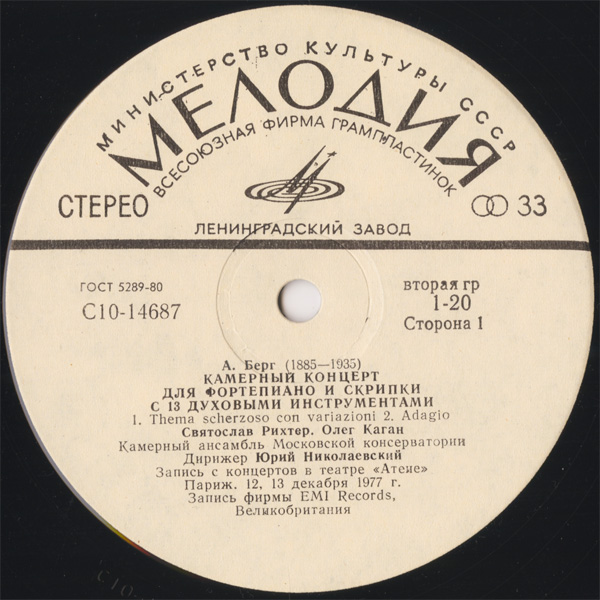 МИНИСТЕРСТВО КУЛЬТУРЫ СССР
МЕЛОДИЯ
ВСЕСОЮЗНАЯ ФИРМА ГРАМПЛАСТИНОК
СТЕРЕО
33
ЛЕНИНГРАДСКИЙ ЗАВОД
ГОСТ 5289-80
С10-14687
вторая гр
1-20
Сторона 1
А. Берг (1885—1935)
КАМЕРНЫЙ КОНЦЕРТ
ДЛЯ ФОРТЕПИАНО И СКРИПКИ
С 13 ДУХОВЫМИ ИНСТРУМЕНТАМИ
1. Thema scherzoso con variazioni 2. Adagio
Святослав Рихтер, Олег Каган
Камерный ансамбль Московской консерватории
Дирижер Юрий Николаевский
Запись с концертов в театре «Атене»
Париж. 12, 13 декабря 1977 г.
Запись фирмы EMI Records,
Великобритания